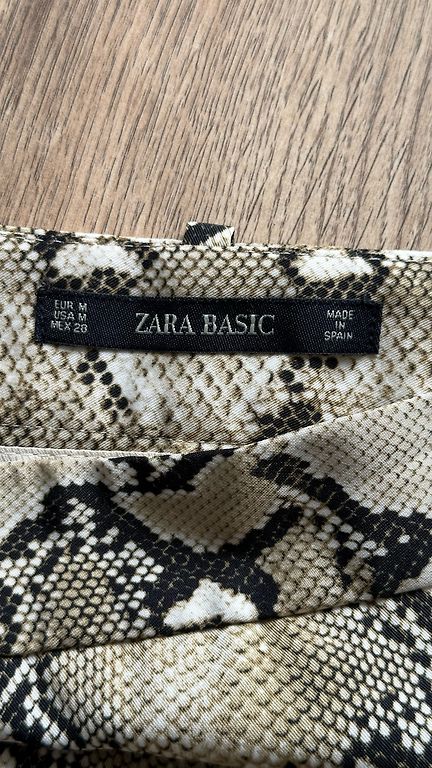 EUR M
USA M
MEX 28
ZARA BASIC
MADE
IN
SPAIN